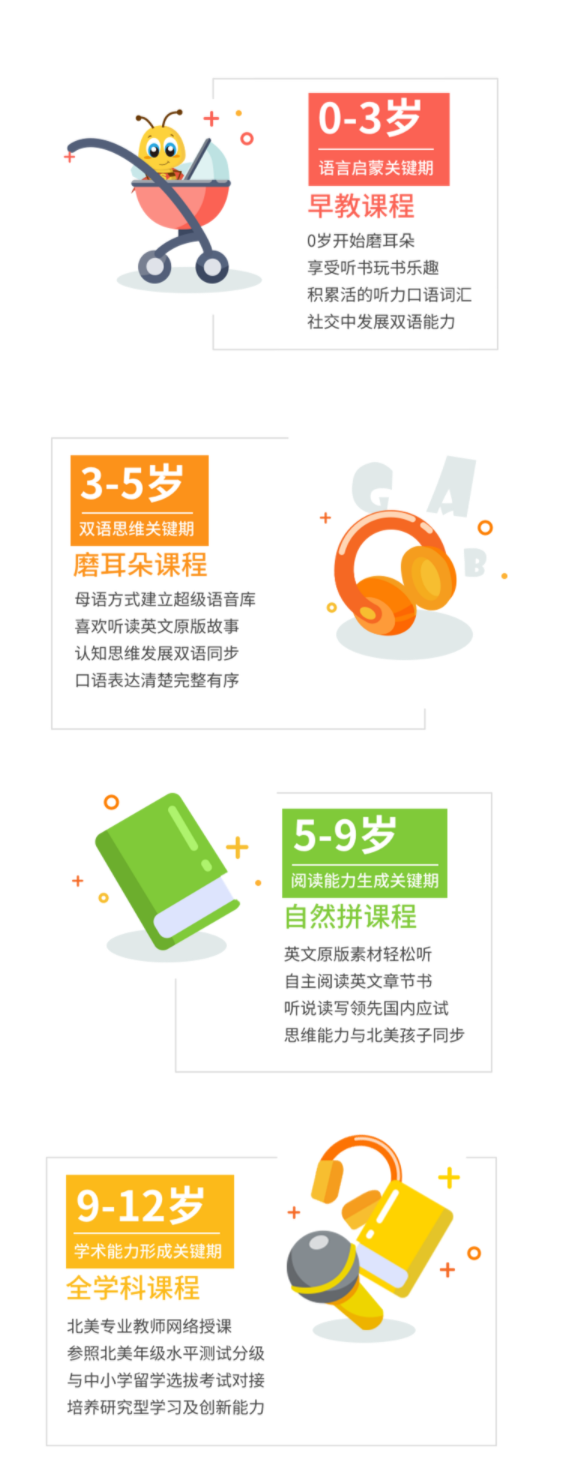 0-3岁
语言启蒙关键期
早教课程
0岁开始磨耳朵
享受听书玩书乐趣
积累活的听力口语词汇
社交中发展双语能力
3-5岁
双语思维关键期
磨耳朵课程
母语方式建立超级语音库
喜欢听读英文原版故事
认知思维发展双语同步
口语表达清楚完整有序
G A
B
5-9岁
阅读能力生成关键期
自然拼课程
英文原版素材轻松听
自主阅读英文章节书
听说读写领先国内应试
思维能力与北美孩子同步
9-12岁
学术能力形成关键期
全学科课程
北美专业教师网络授课
参照北美年级水平测试分级
与中小学留学选拔考试对接
培养研究型学习及创新能力